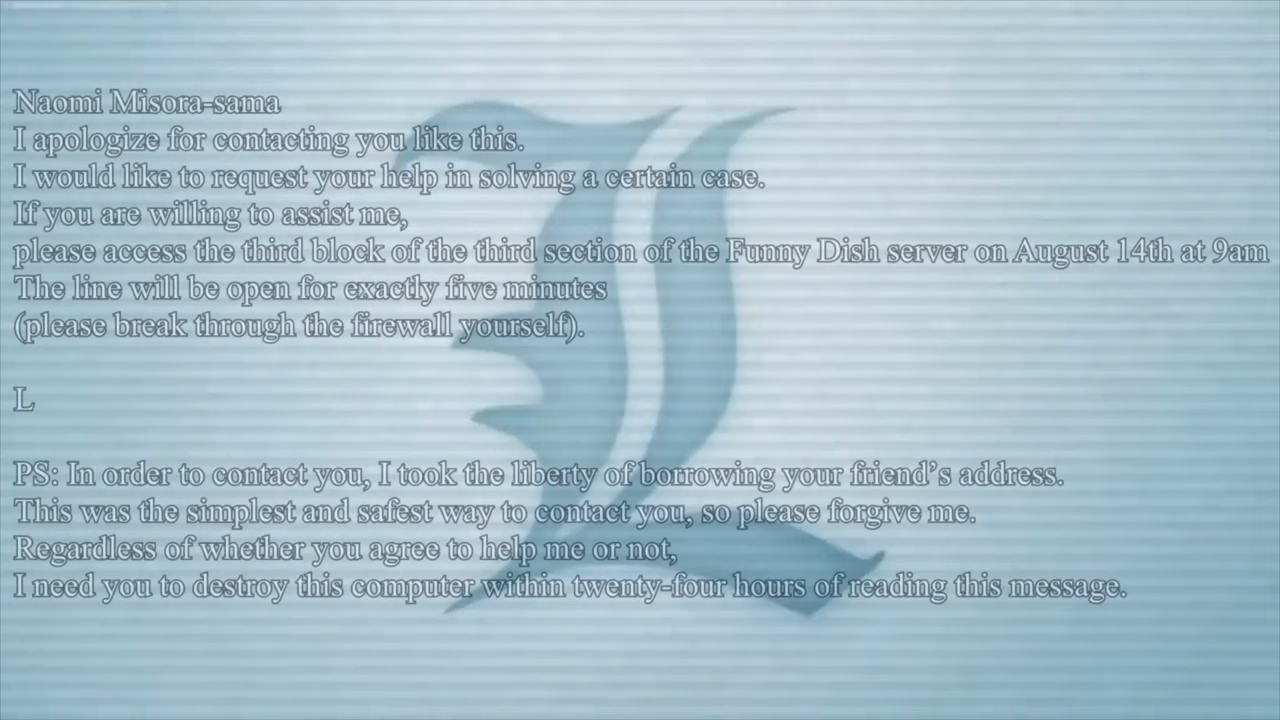 Naomi Misora-sama
I apologize for contacting you like this.
I would like to request your help in solving a certain case.
If you are willing to assist me,
please access the third block of the third section of the Funny Dish server on August 14th at 9am
The line will be open for exactly five minutes
(please break through the firewall yourself).
L
PS: In order to contact you, I took the liberty of borrowing your friend’s address.
This was the simplest and safest way to contact you, so please forgive me.
Regardless of whether you agree to help me or not,
I need you to destroy this computer within twenty-four hours of reading this message.
L